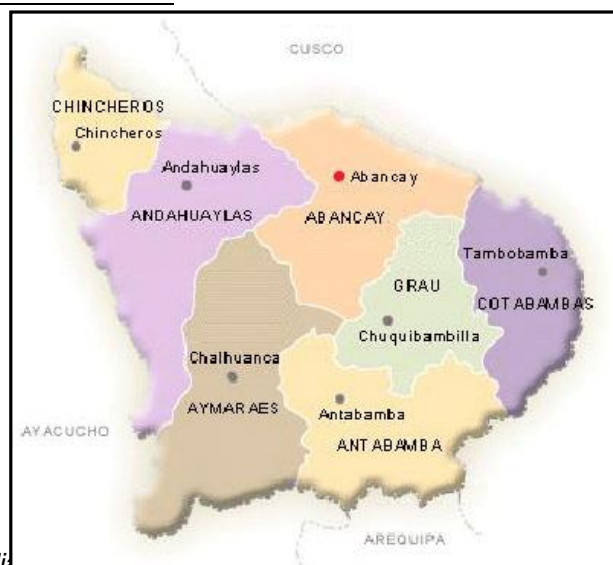 CUSCO
CHINCHEROS
Chincheros
Andahuaylas
ANDAHUAYLAS
Abancay
ABANCAY
Tambobamba
COTABAMBAS
GRAU
Chuquibambilla
Chalhuanca
AYMARAES
Antabamba
ANTABAMBA
AYACUCHO
AREQUIPA